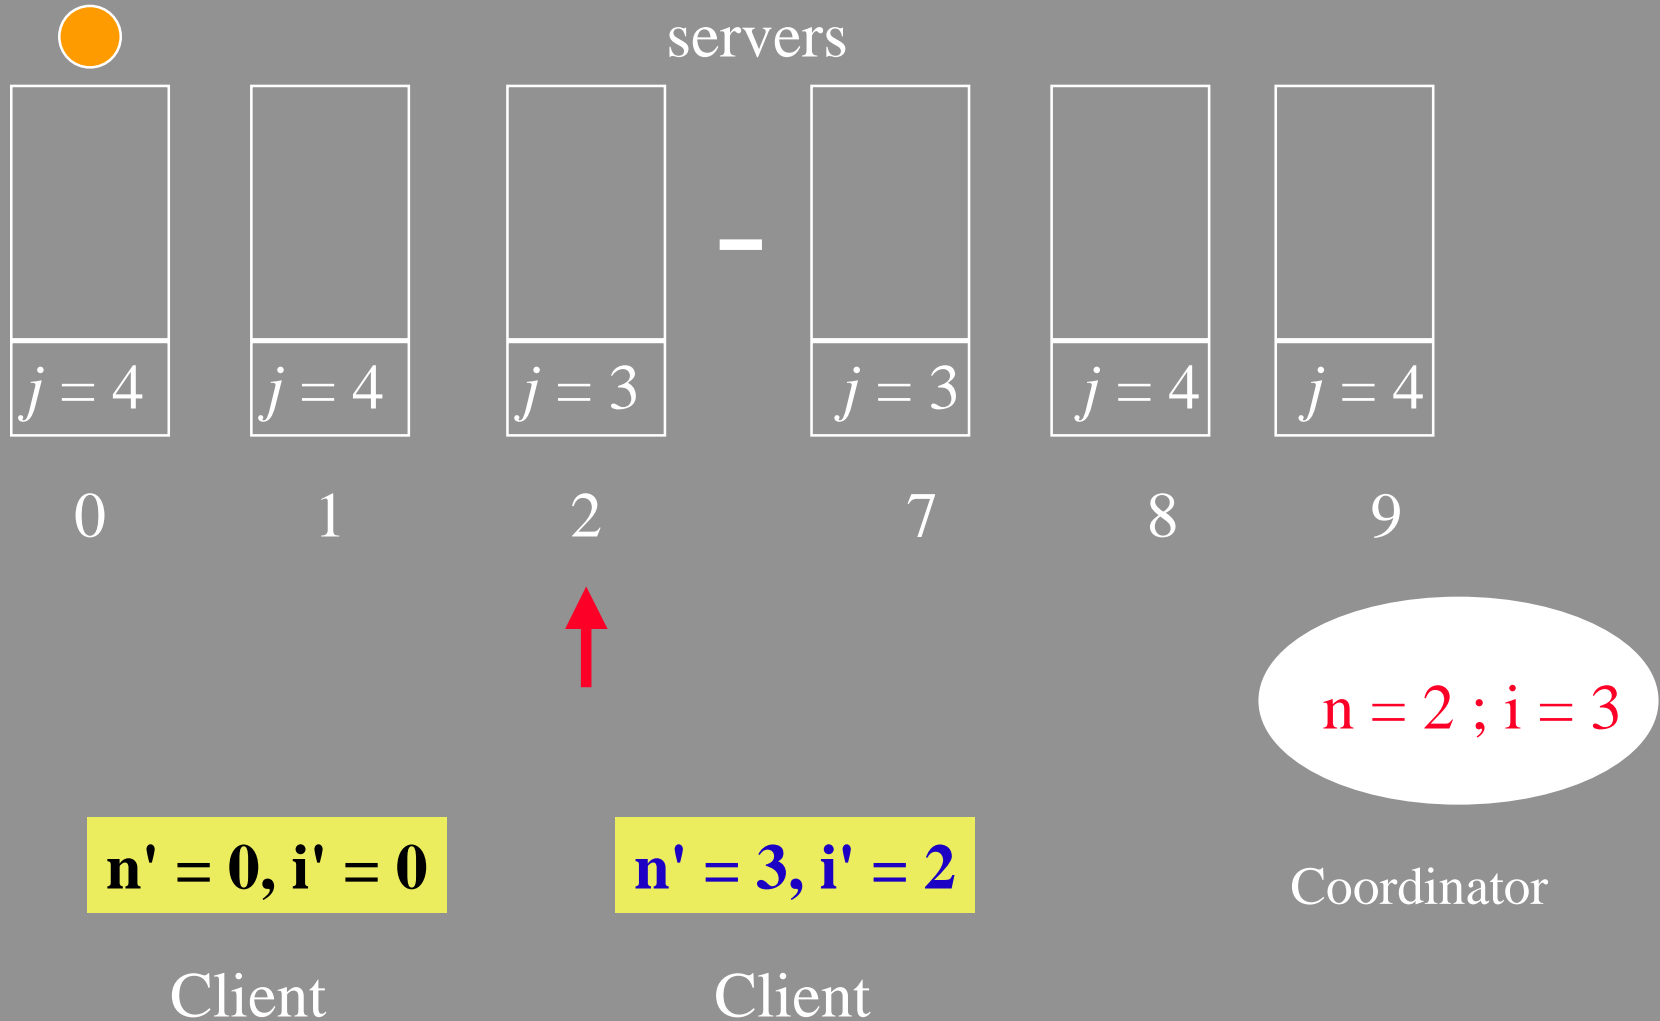 servers
j = 4 j = 4 j = 3 j = 3 j = 4 j = 4
0 1 2 7 8 9
n = 2 ; i = 3
n' = 0, i' = 0 n' = 3, i' = 2
Coordinator
Client Client